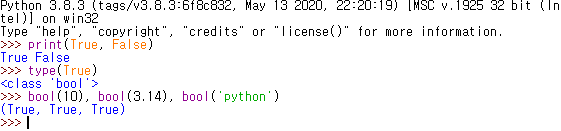 Python 3.8.3 (tags/v3.8.3:6f8c832, May 13 2020, 22:20:19) [MSC v.1925 32 bit (In
tel)] on win32
Type "help", "copyright", "credits" or "license()" for more information.
>>> print(True, False)
True False
>>> type(True)
<class 'bool'>
>>> bool(10), bool(3.14), bool('python')
(True, True, True)
>>>